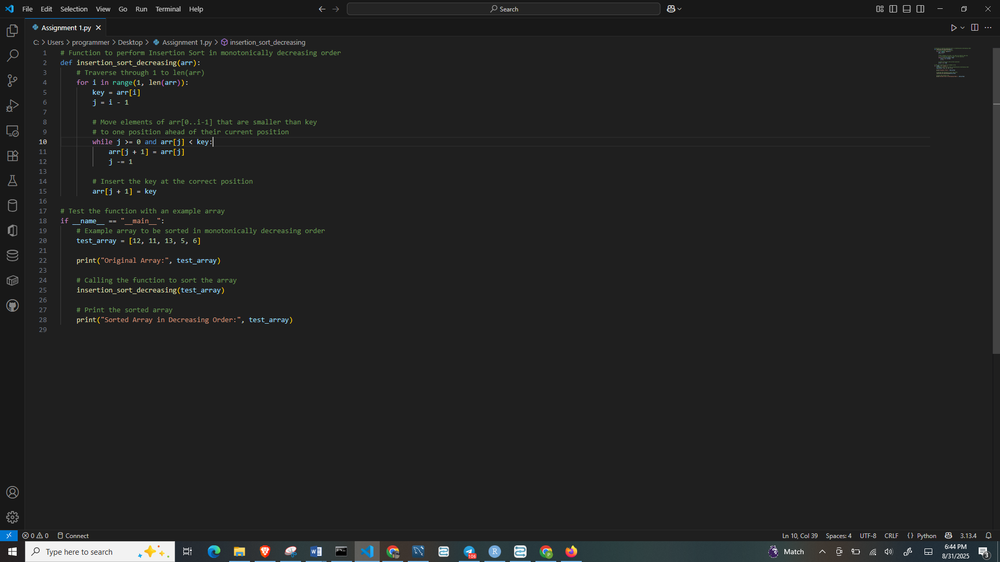 File Edit Selection View Go Run Terminal Help Search
Assignment 1.py
C: > Users > programmer > Desktop > Assignment 1.py > insertion_sort_decreasing
1 # Function to perform Insertion Sort in monotonically decreasing order
2 def insertion_sort_decreasing(arr):
3 # Traverse through 1 to len(arr)
4 for i in range(1, len(arr)):
5 key = arr[i]
6 j = i - 1
7
8 # Move elements of arr[0..i-1] that are smaller than key
9 # to one position ahead of their current position
10 while j >= 0 and arr[j] < key:
11 arr[j + 1] = arr[j]
12 j -= 1
13
14 # Insert the key at the correct position
15 arr[j + 1] = key
16
17 # Test the function with an example array
18 if __name__ == "__main__":
19 # Example array to be sorted in monotonically decreasing order
20 test_array = [12, 11, 13, 5, 6]
21
22 print("Original Array:", test_array)
23
24 # Calling the function to sort the array
25 insertion_sort_decreasing(test_array)
26
27 # Print the sorted array
28 print("Sorted Array in Decreasing Order:", test_array)
29
0 0 Connect Ln 10, Col 39 Spaces: 4 UTF-8 CRLF {} Python 3.13.4
Type here to search 106 R P Match 6:44 PM
8/31/2025 3